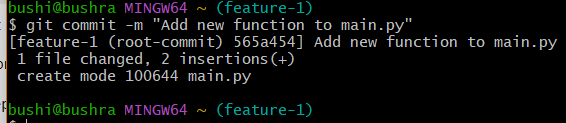 bushi@bushra MINGW64 ~ (feature-1)
$ git commit -m "Add new function to main.py"
[feature-1 (root-commit) 565a454] Add new function to main.py
 1 file changed, 2 insertions(+)
 create mode 100644 main.py

bushi@bushra MINGW64 ~ (feature-1)